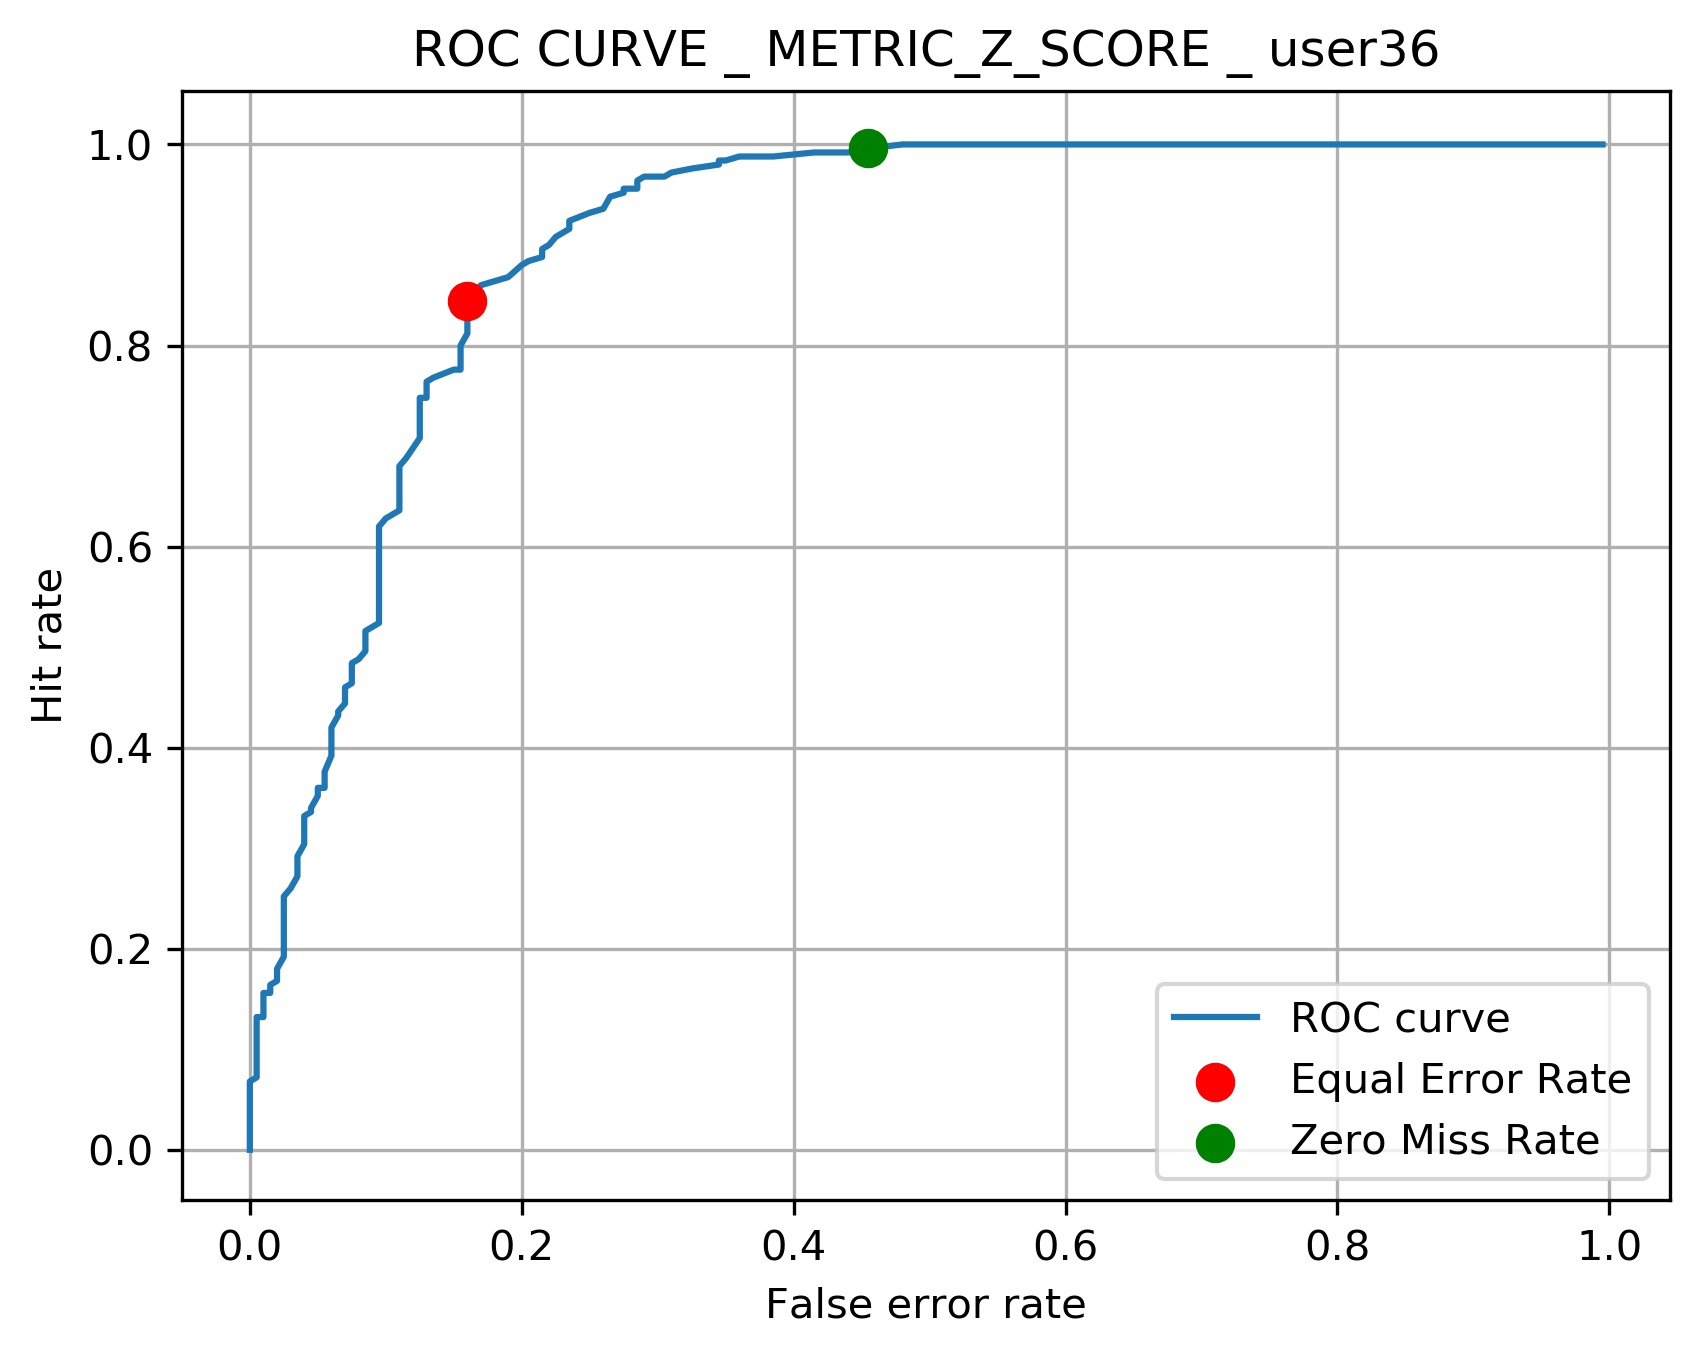 ROC CURVE _ METRIC_Z_SCORE _ user36
1.0
0.8
0.6
0.4
0.2
0.0
Hit rate
ROC curve
Equal Error Rate
Zero Miss Rate
0.0 0.2 0.4 0.6 0.8 1.0
False error rate